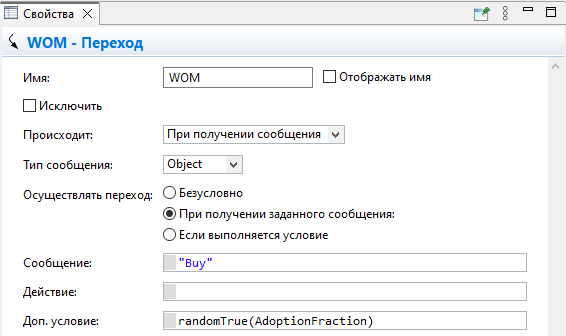 Свойства
WOM - Переход
Имя: WOM Отображать имя
Исключить
Происходит: При получении сообщения
Тип сообщения: Object
Осуществлять переход: Безусловно
При получении заданного сообщения:
Если выполняется условие
Сообщение: "Buy"
Действие:
Доп. условие: randomTrue(AdoptionFraction)